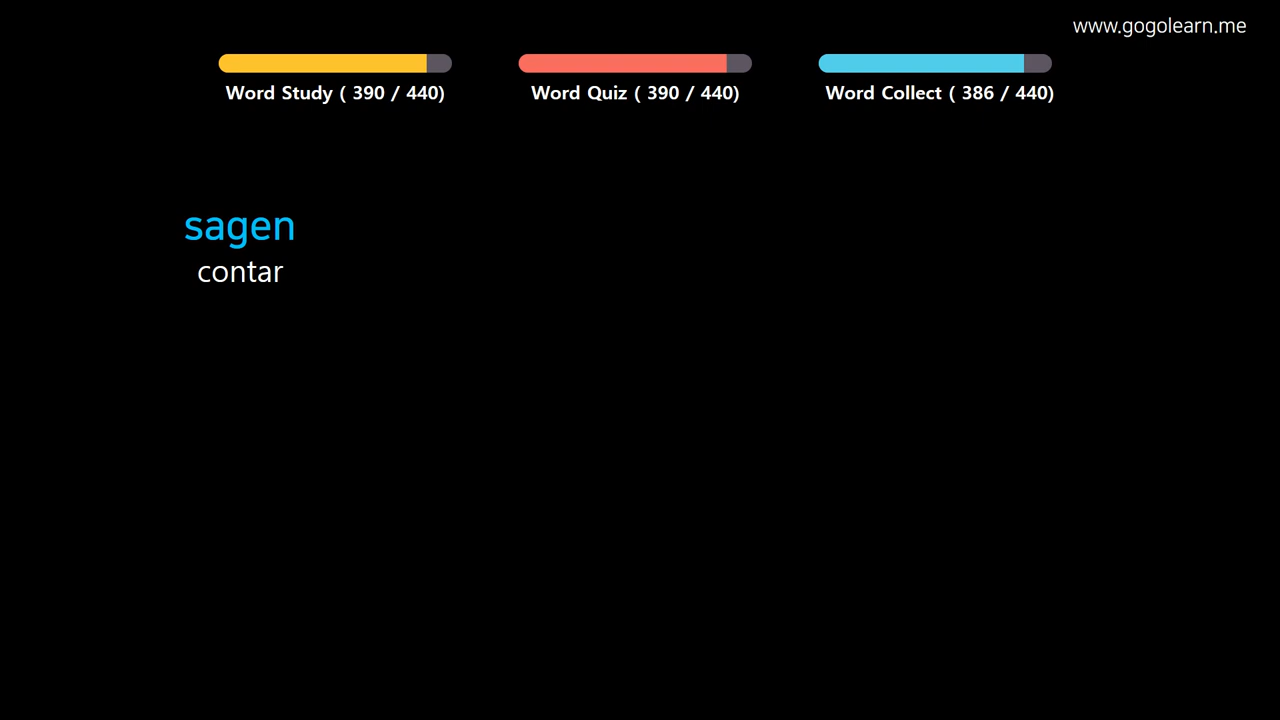 www.gogolearn.me
Word Study ( 390 / 440)
Word Quiz ( 390 / 440)
Word Collect ( 386 / 440)
sagen
contar